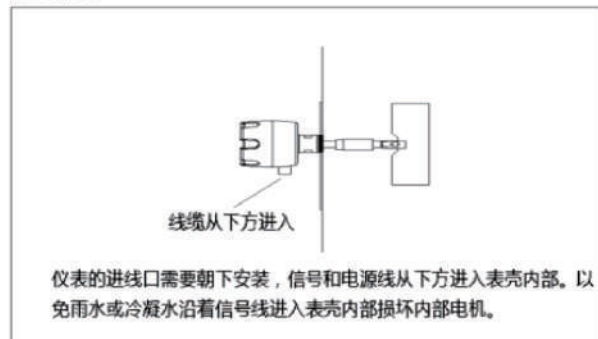 线缆从下方进入
仪表的进线口需要朝下安装，信号和电源线从下方进入表壳内部。以
免雨水或冷凝水沿着信号线进入表壳内部损坏内部电机。